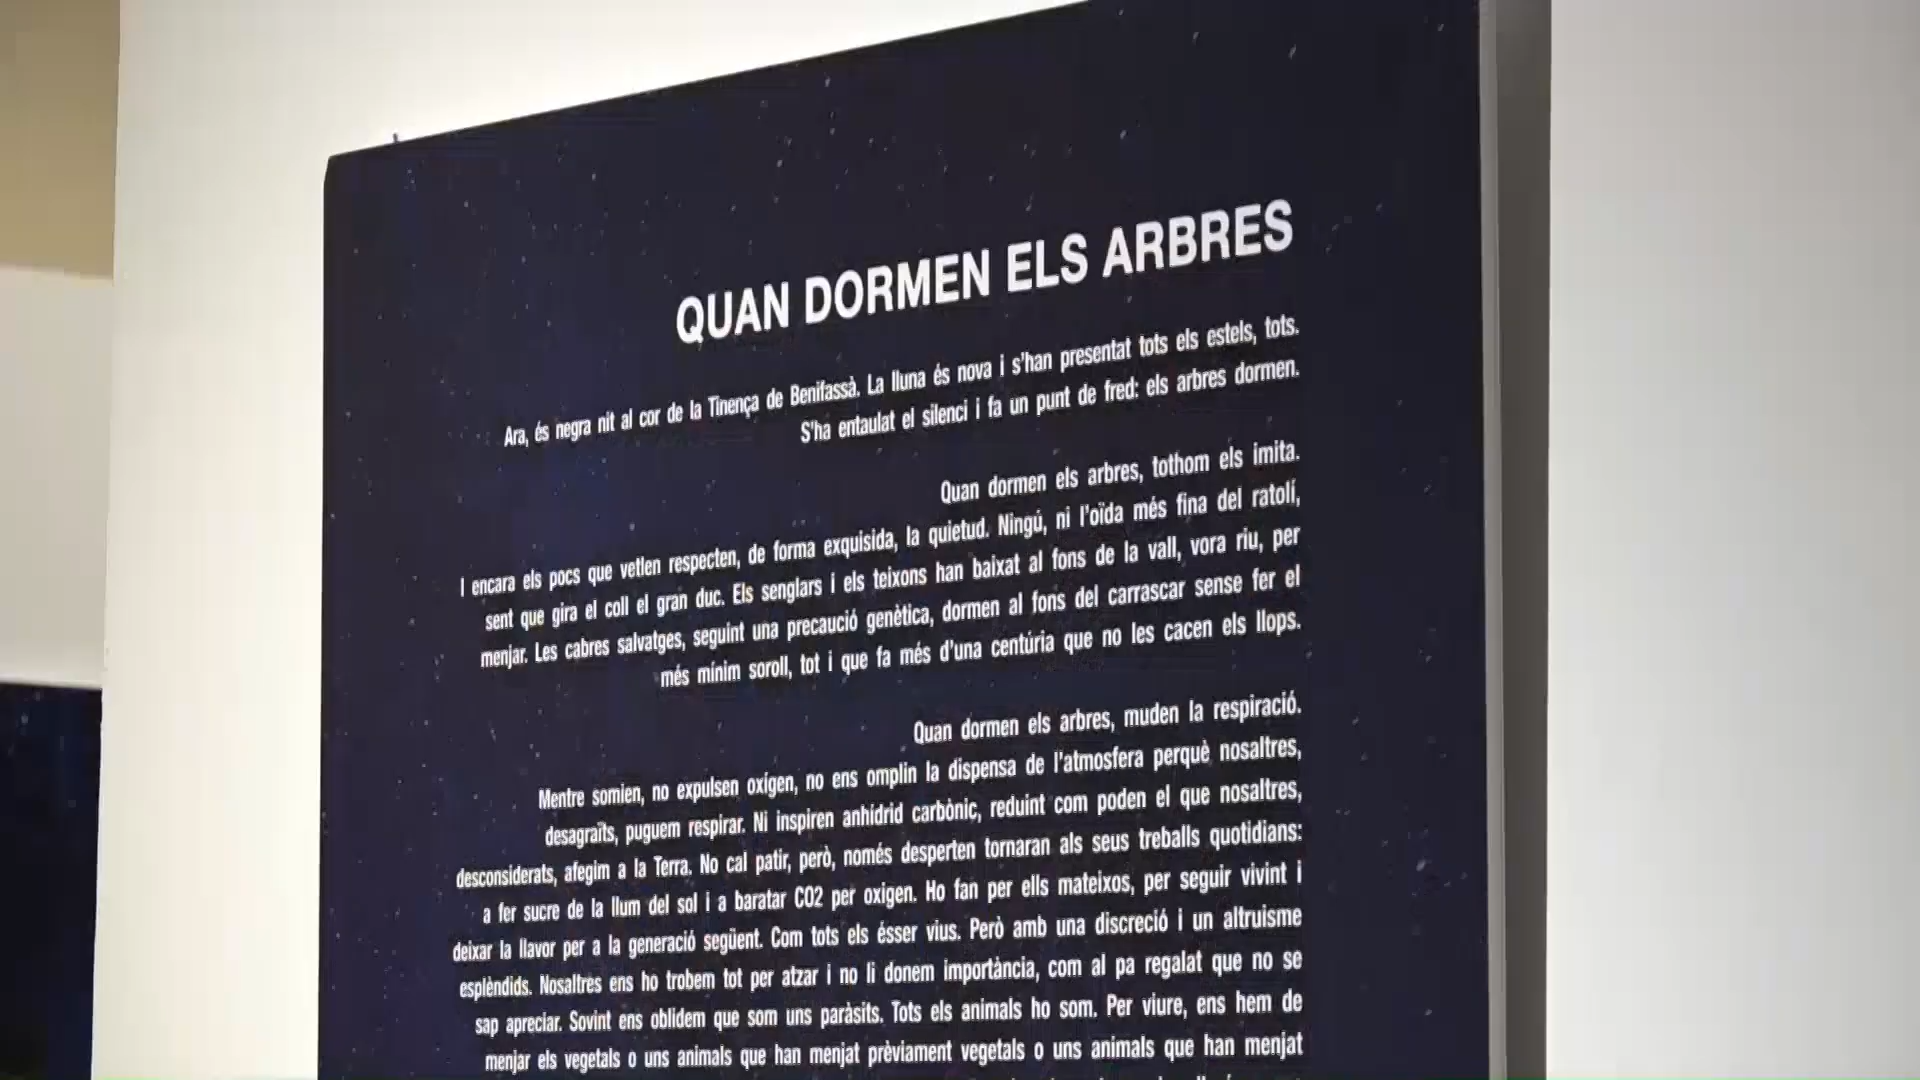 QUAN DORMEN ELS ARBRES
Ara, és negra nit al cor de la Tinença de Benifassà. La lluna és nova i s'han presentat tots els estels, tots.
S'ha entaulat el silenci i fa un punt de fred: els arbres dormen.
Quan dormen els arbres, tothom els imita.
I encara els pocs que vetlen respecten, de forma exquisida, la quietud. Ningú, ni l'oïda més fina del ratolí,
sent que gira el coll el gran duc. Els senglars i els teixons han baixat al fons de la vall, vora riu, per
menjar. Les cabres salvatges, seguint una precaució genètica, dormen al fons del carrascar sense fer el
més mínim soroll, tot i que fa més d'una centúria que no les cacen els llops.
Quan dormen els arbres, muden la respiració.
Mentre somien, no expulsen oxígen, no ens omplin la dispensa de l'atmosfera perquè nosaltres,
desagraïts, puguem respirar. Ni inspiren anhídrid carbònic, reduint com poden el que nosaltres,
desconsiderats, afegim a la Terra. No cal patir, però, només desperten tornaran als seus treballs quotidians:
a fer sucre de la llum del sol i a baratar CO2 per oxigen. Ho fan per ells mateixos, per seguir vivint i
deixar la llavor per a la generació següent. Com tots els ésser vius. Però amb una discreció i un altruisme
esplèndids. Nosaltres ens ho trobem tot per atzar i no li donem importància, com al pa regalat que no se
sap apreciar. Sovint ens oblidem que som uns paràsits. Tots els animals ho som. Per viure, ens hem de
menjar els vegetals o uns animals que han menjat prèviament vegetals o uns animals que han menjat